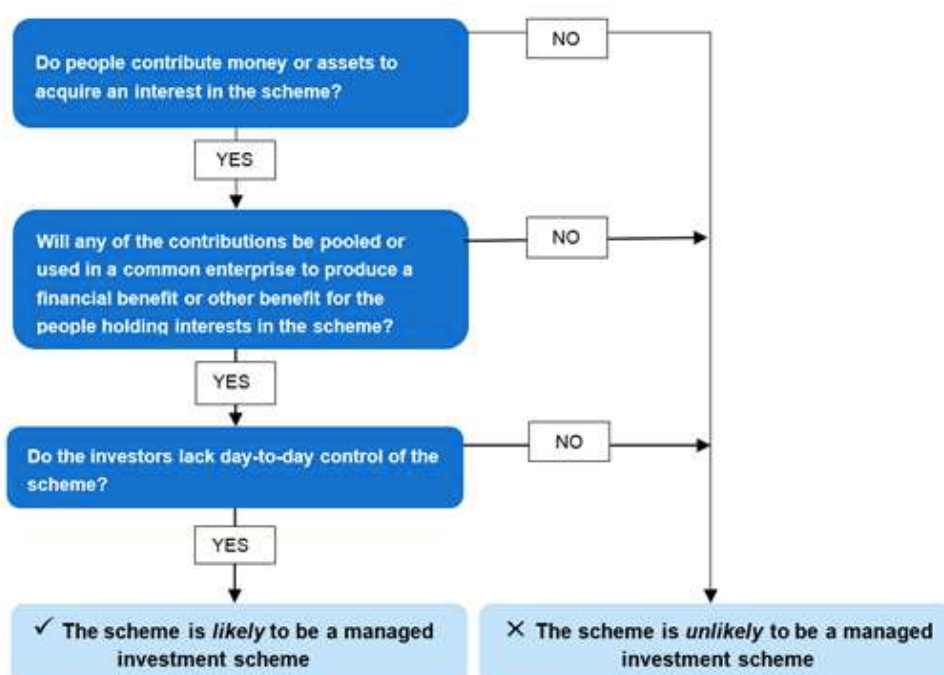 NO
Do people contribute money or assets to
acquire an interest in the scheme?
YES
Will any of the contributions be pooled or
used in a common enterprise to produce a
financial benefit or other benefit for the
people holding interests in the scheme?
NO
YES
Do the investors lack day-to-day control of the
scheme?
NO
YES
✓ The scheme is likely to be a managed
investment scheme
✕ The scheme is unlikely to be a managed
investment scheme